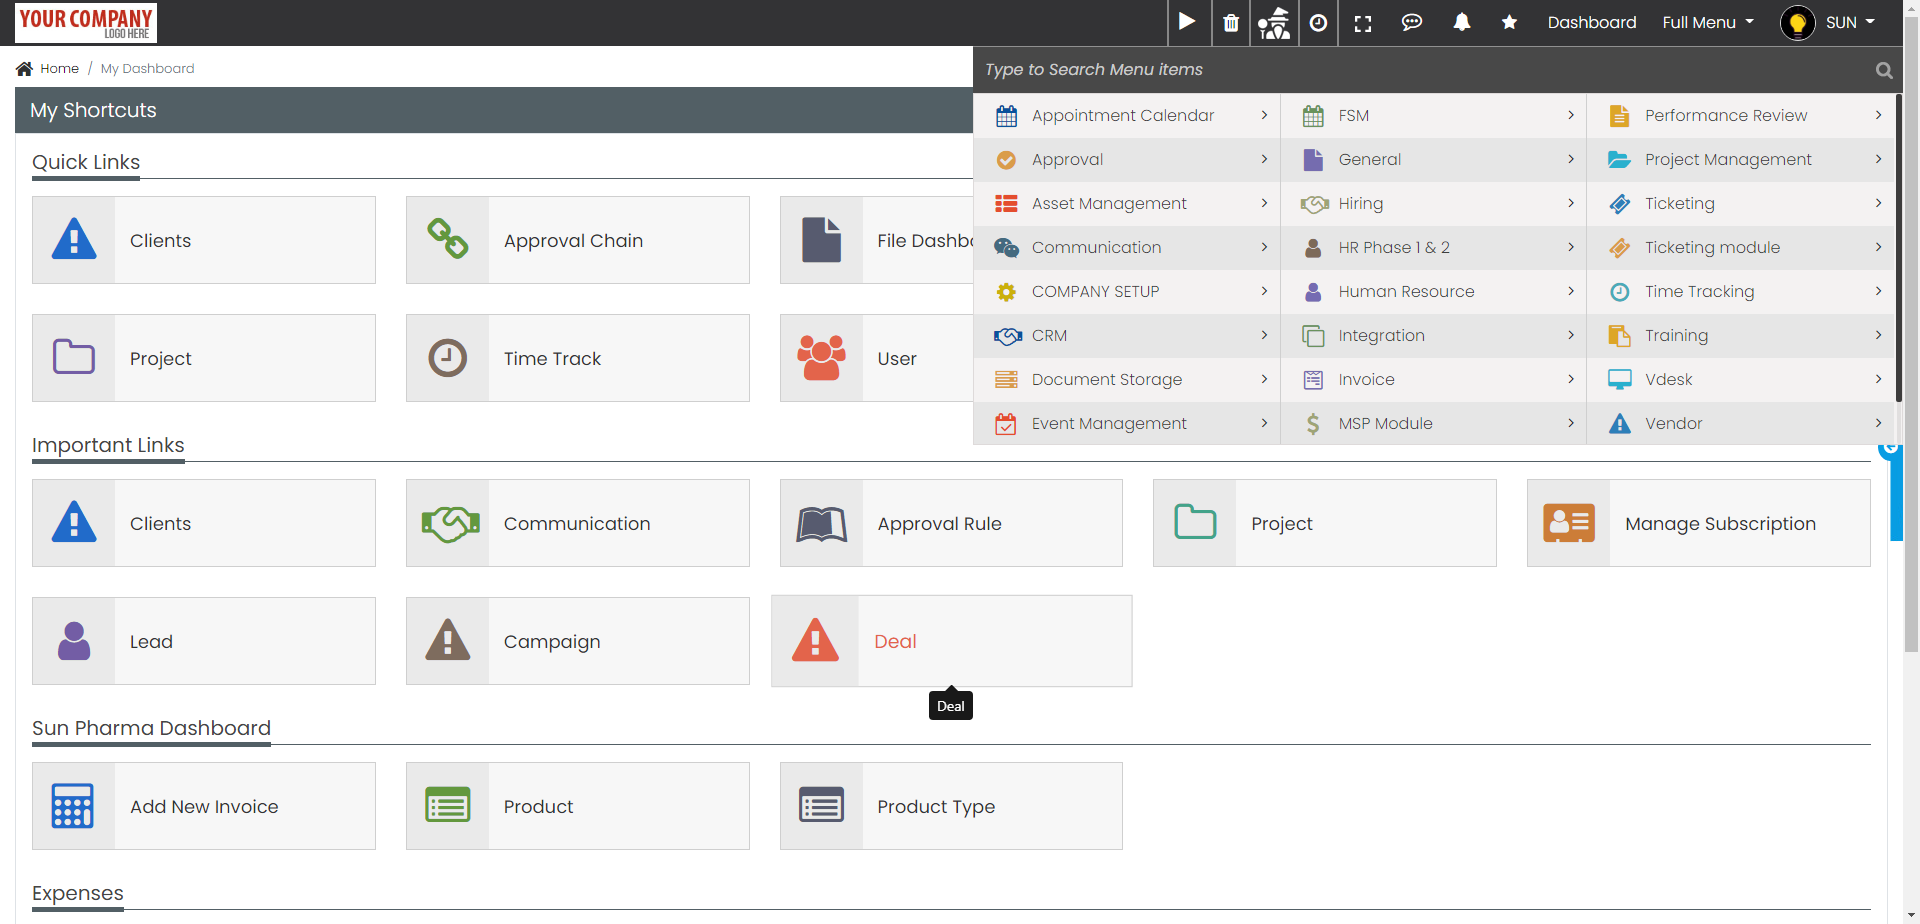 YOUR COMPANY
LOGO HERE
Dashboard
Full Menu
SUN
Home / My Dashboard
Type to Search Menu items
My Shortcuts
Appointment Calendar
FSM
Performance Review
Approval
General
Project Management
Asset Management
Hiring
Ticketing
Communication
HR Phase 1 & 2
Ticketing module
COMPANY SETUP
Human Resource
Time Tracking
CRM
Integration
Training
Document Storage
Invoice
Vdesk
Event Management
MSP Module
Vendor
Quick Links
Clients
Approval Chain
File Dashbo
Project
Time Track
User
Important Links
Clients
Communication
Approval Rule
Project
Manage Subscription
Lead
Campaign
Deal
Deal
Sun Pharma Dashboard
Add New Invoice
Product
Product Type
Expenses